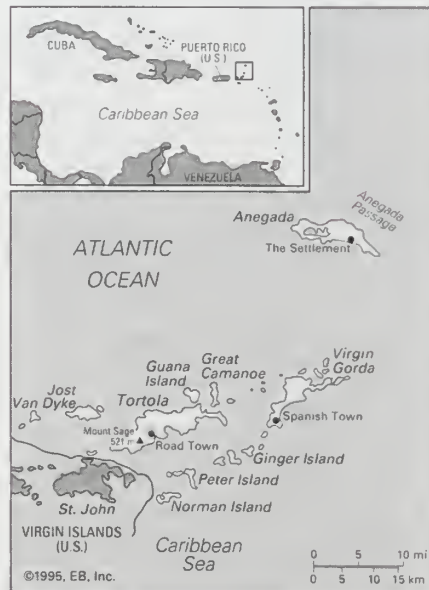 CUBA
PUERTO RICO
(U.S.)
Caribbean Sea
VENEZUELA
Anegada
Passage
Anegada
The Settlement
ATLANTIC
OCEAN
Virgin
Gorda
Great
Camanoe
Guana
Island
Jost
Van Dyke
Tortola
Mount Sage
521 m
Road Town
Spanish Town
Ginger Island
Peter Island
St. John
Norman Island
VIRGIN ISLANDS
(U.S.)
Caribbean
Sea
0 5 10 mi
0 5 10 15 km
©1995, EB, Inc.